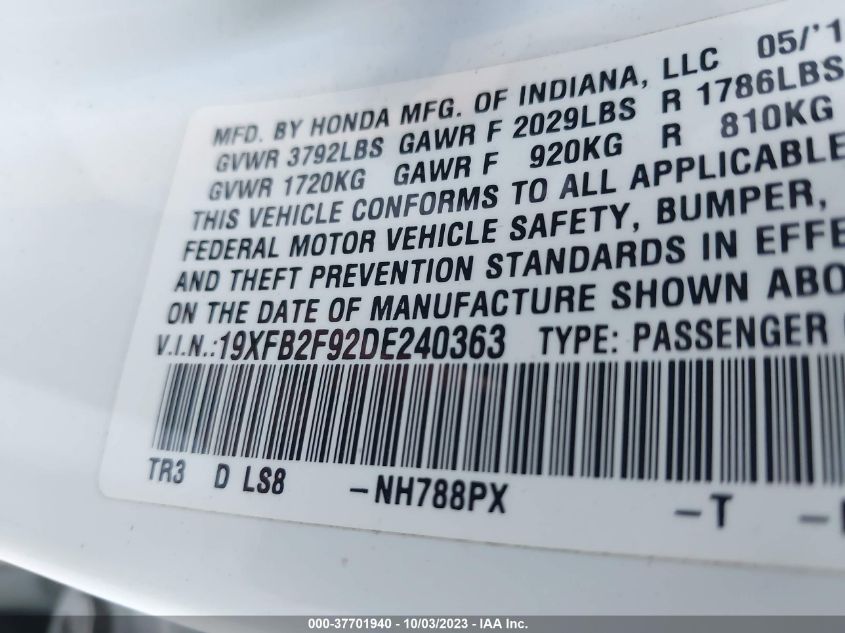 MFD. BY HONDA MFG. OF INDIANA, LLC 05/'1
GVWR 3792LBS GAWR F 2029LBS R 1786LBS
GVWR 1720KG GAWR F 920KG R 810KG
THIS VEHICLE CONFORMS TO ALL APPLICABLE
FEDERAL MOTOR VEHICLE SAFETY, BUMPER,
AND THEFT PREVENTION STANDARDS IN EFFE
ON THE DATE OF MANUFACTURE SHOWN ABO
V.I.N.:19XFB2F92DE240363 TYPE: PASSENGER
TR3 D LS8 -NH788PX -T -
000-37701940 - 10/03/2023 - IAA Inc.